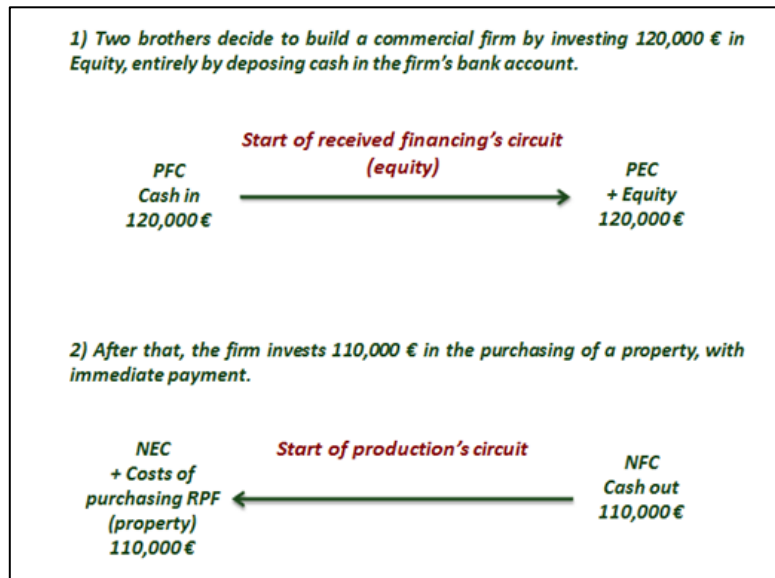 1) Two brothers decide to build a commercial firm by investing 120,000 € in
Equity, entirely by deposing cash in the firm's bank account.
Start of received financing's circuit
(equity)
PFC
Cash in
120,000 €
PEC
+ Equity
120,000 €
2) After that, the firm invests 110,000 € in the purchasing of a property, with
immediate payment.
NEC
+ Costs of
purchasing RPF
(property)
110,000 €
Start of production's circuit
NFC
Cash out
110,000 €